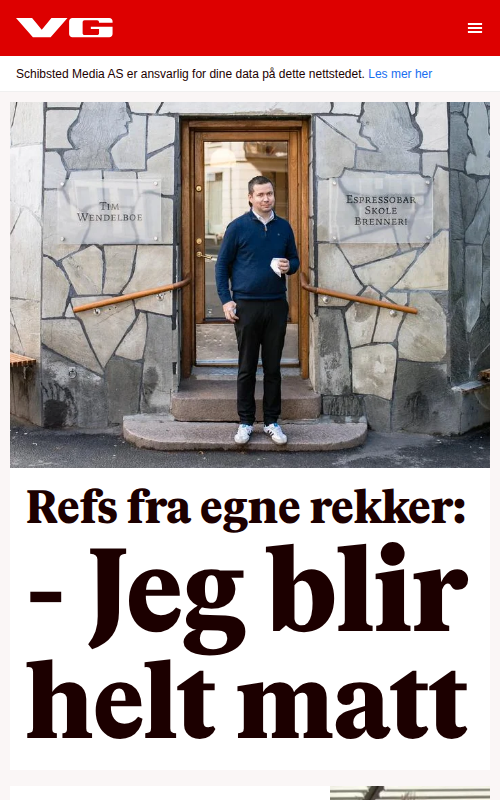 VG
Schibsted Media AS er ansvarlig for dine data på dette nettstedet. Les mer her
Tim
Wendelboe
Espressobar
Skole
Brenneri
Refs fra egne rekker:
- Jeg blir
helt matt